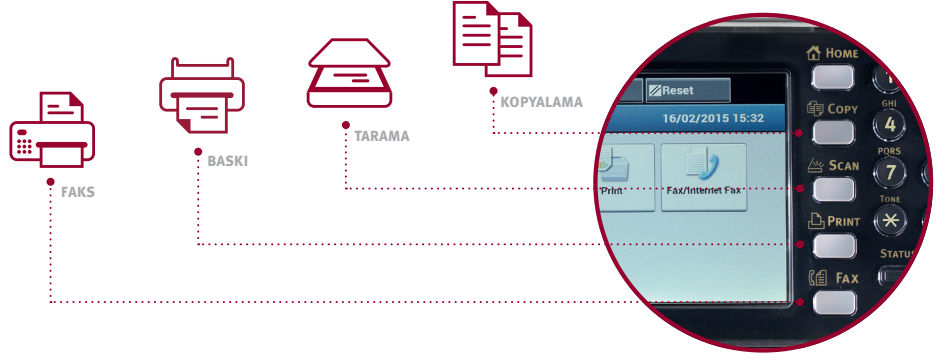 KOPYALAMA
TARAMA
BASKI
FAKS
Reset
16/02/2015 15:32
Print
Fax/Internet Fax
HOME
COPY
SCAN
PRINT
FAX
GHI
4
PQRS
7
TONE
STATUS